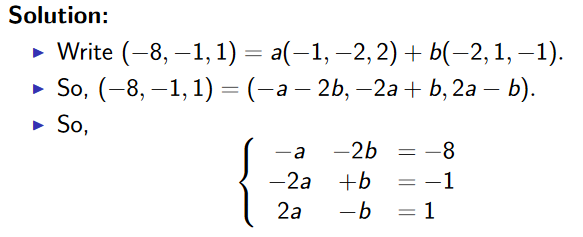 Solution:
▶ Write (−8, −1, 1) = a(−1, −2, 2) + b(−2, 1, −1).
▶ So, (−8, −1, 1) = (−a − 2b, −2a + b, 2a − b).
▶ So,
−a −2b = −8
−2a +b = −1
2a −b = 1